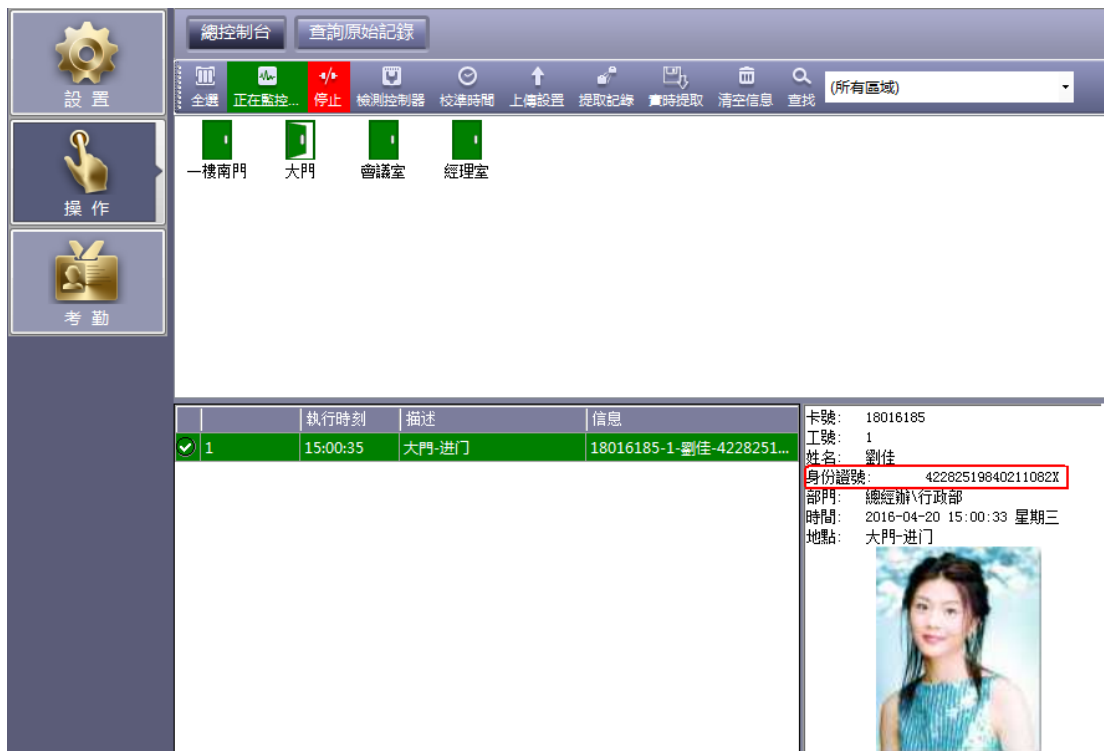 總控制台 查詢原始記錄
設置
全選 正在監控... 停止 檢測控制器 校準時間 上傳設置 提取記錄 實時提取 清空信息 查找 (所有區域)
一樓南門 大門 會議室 經理室
操作
考勤
執行時刻 描述 信息
1 15:00:35 大門-进门 18016185-1-劉佳-4228251...
卡號: 18016185
工號: 1
姓名: 劉佳
身份證號: 42282519840211082X
部門: 總經辦\行政部
時間: 2016-04-20 15:00:33 星期三
地點: 大門-进门